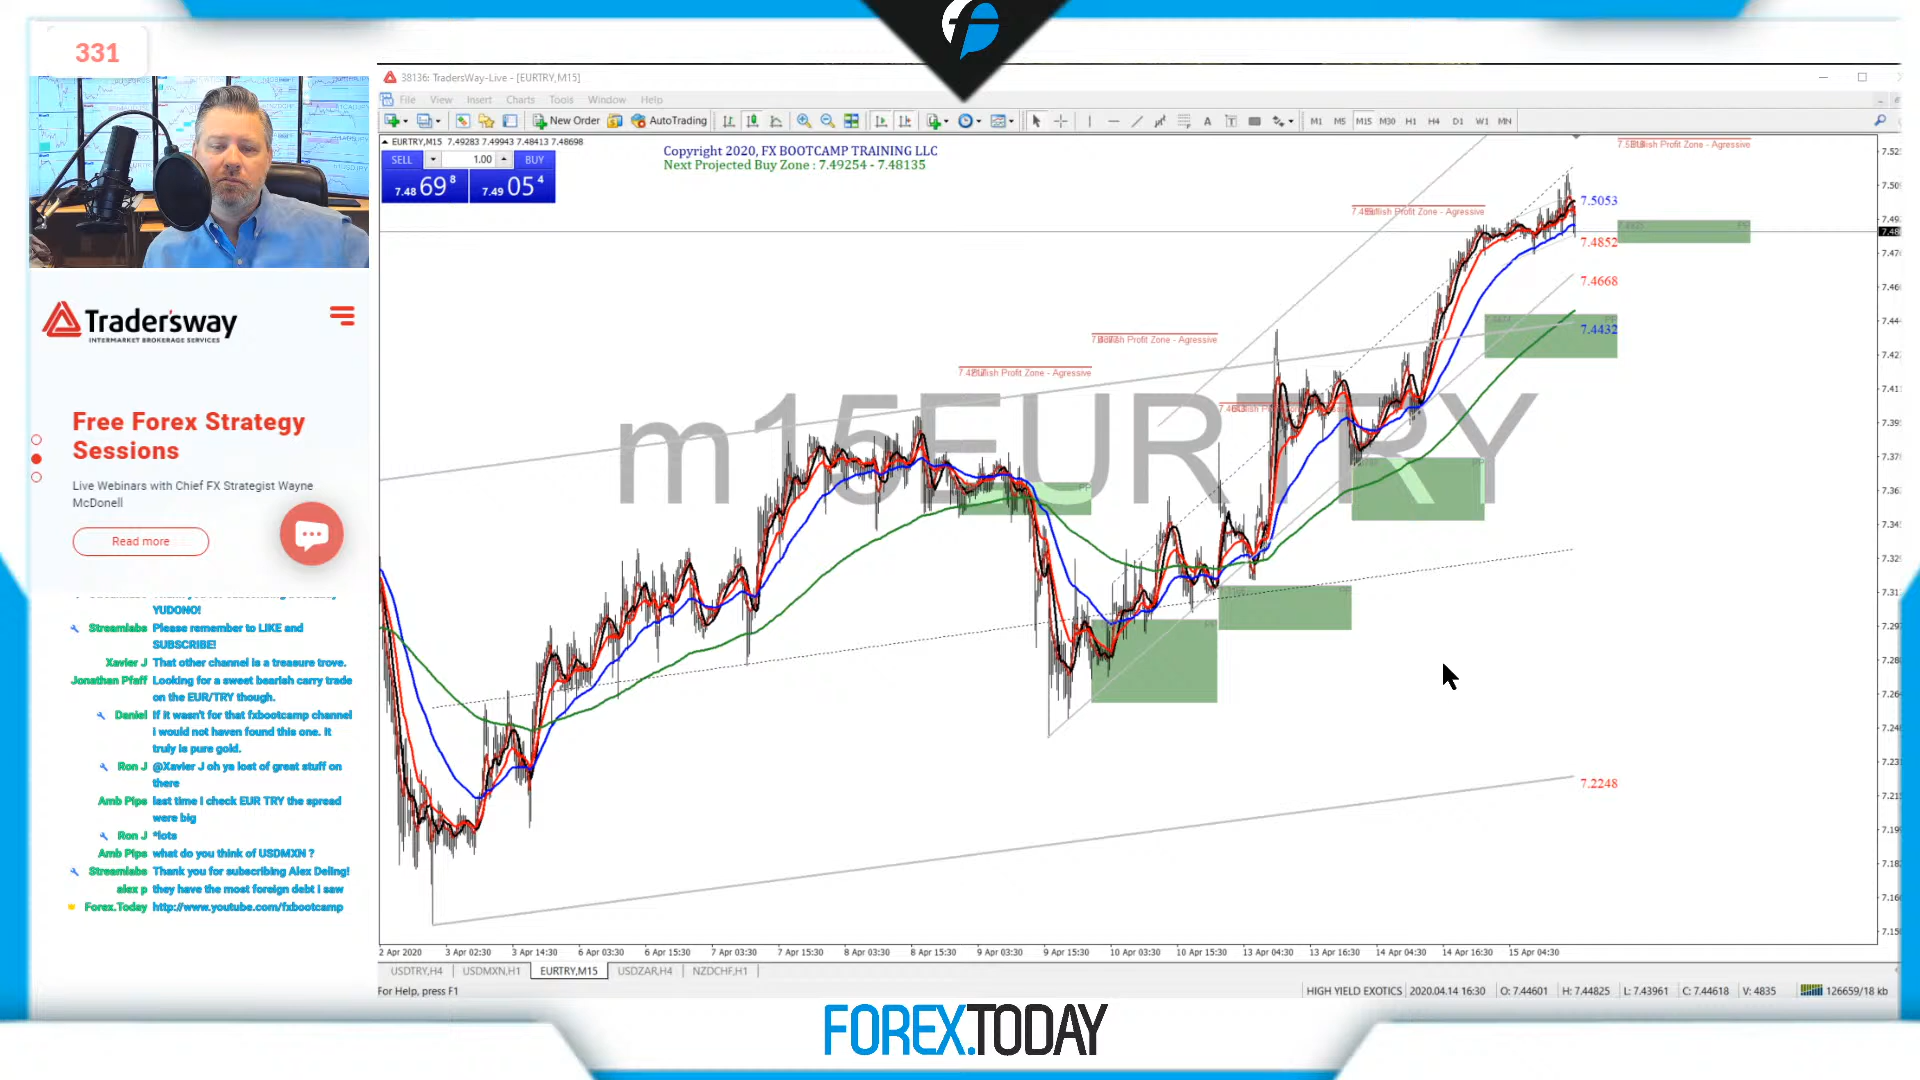 331
38136: TradersWay-Live - [EURTRY,M15]
File View Insert Charts Tools Window Help
New Order AutoTrading M1 M5 M15 M30 H1 H4 D1 W1 MN
EURTRY,M15 7.49283 7.49943 7.48413 7.48698
SELL 1.00 BUY
7.48 69 8 7.49 05 4
Copyright 2020, FX BOOTCAMP TRAINING LLC
Next Projected Buy Zone : 7.49254 - 7.48135
m15EURTRY
Bullish Profit Zone - Agressive
7.5053
7.4852
7.4668
7.4432
7.2248
Tradersway
INTERMARKET BROKERAGE SERVICES
Free Forex Strategy
Sessions
Live Webinars with Chief FX Strategist Wayne
McDonell
Read more
YUDONO!
Streamlabs Please remember to LIKE and
SUBSCRIBE!
Xavier J That other channel is a treasure trove.
Jonathan Pfaff Looking for a sweet bearish carry trade
on the EUR/TRY though.
Daniel If it wasn't for that fxbootcamp channel
I would not haven found this one. It
truly is pure gold.
Ron J @Xavier J oh ya lost of great stuff on
there
Amb Pips last time I check EUR TRY the spread
were big
Ron J *lots
Amb Pips what do you think of USDMXN ?
Streamlabs Thank you for subscribing Alex Deling!
alex p they have the most foreign debt i saw
Forex.Today http://www.youtube.com/fxbootcamp
2 Apr 2020 3 Apr 02:30 3 Apr 14:30 6 Apr 03:30 6 Apr 15:30 7 Apr 03:30 7 Apr 15:30 8 Apr 03:30 8 Apr 15:30 9 Apr 03:30 9 Apr 15:30 10 Apr 03:30 10 Apr 15:30 13 Apr 04:30 13 Apr 16:30 14 Apr 04:30 14 Apr 16:30 15 Apr 04:30
USDTRY,H4 USDMXN,H1 EURTRY,M15 USDZAR,H4 NZDCHF,H1
For Help, press F1
HIGH YIELD EXOTICS 2020.04.14 16:30 O: 7.44601 H: 7.44825 L: 7.43961 C: 7.44618 V: 4835 126659/18 kb
FOREX.TODAY